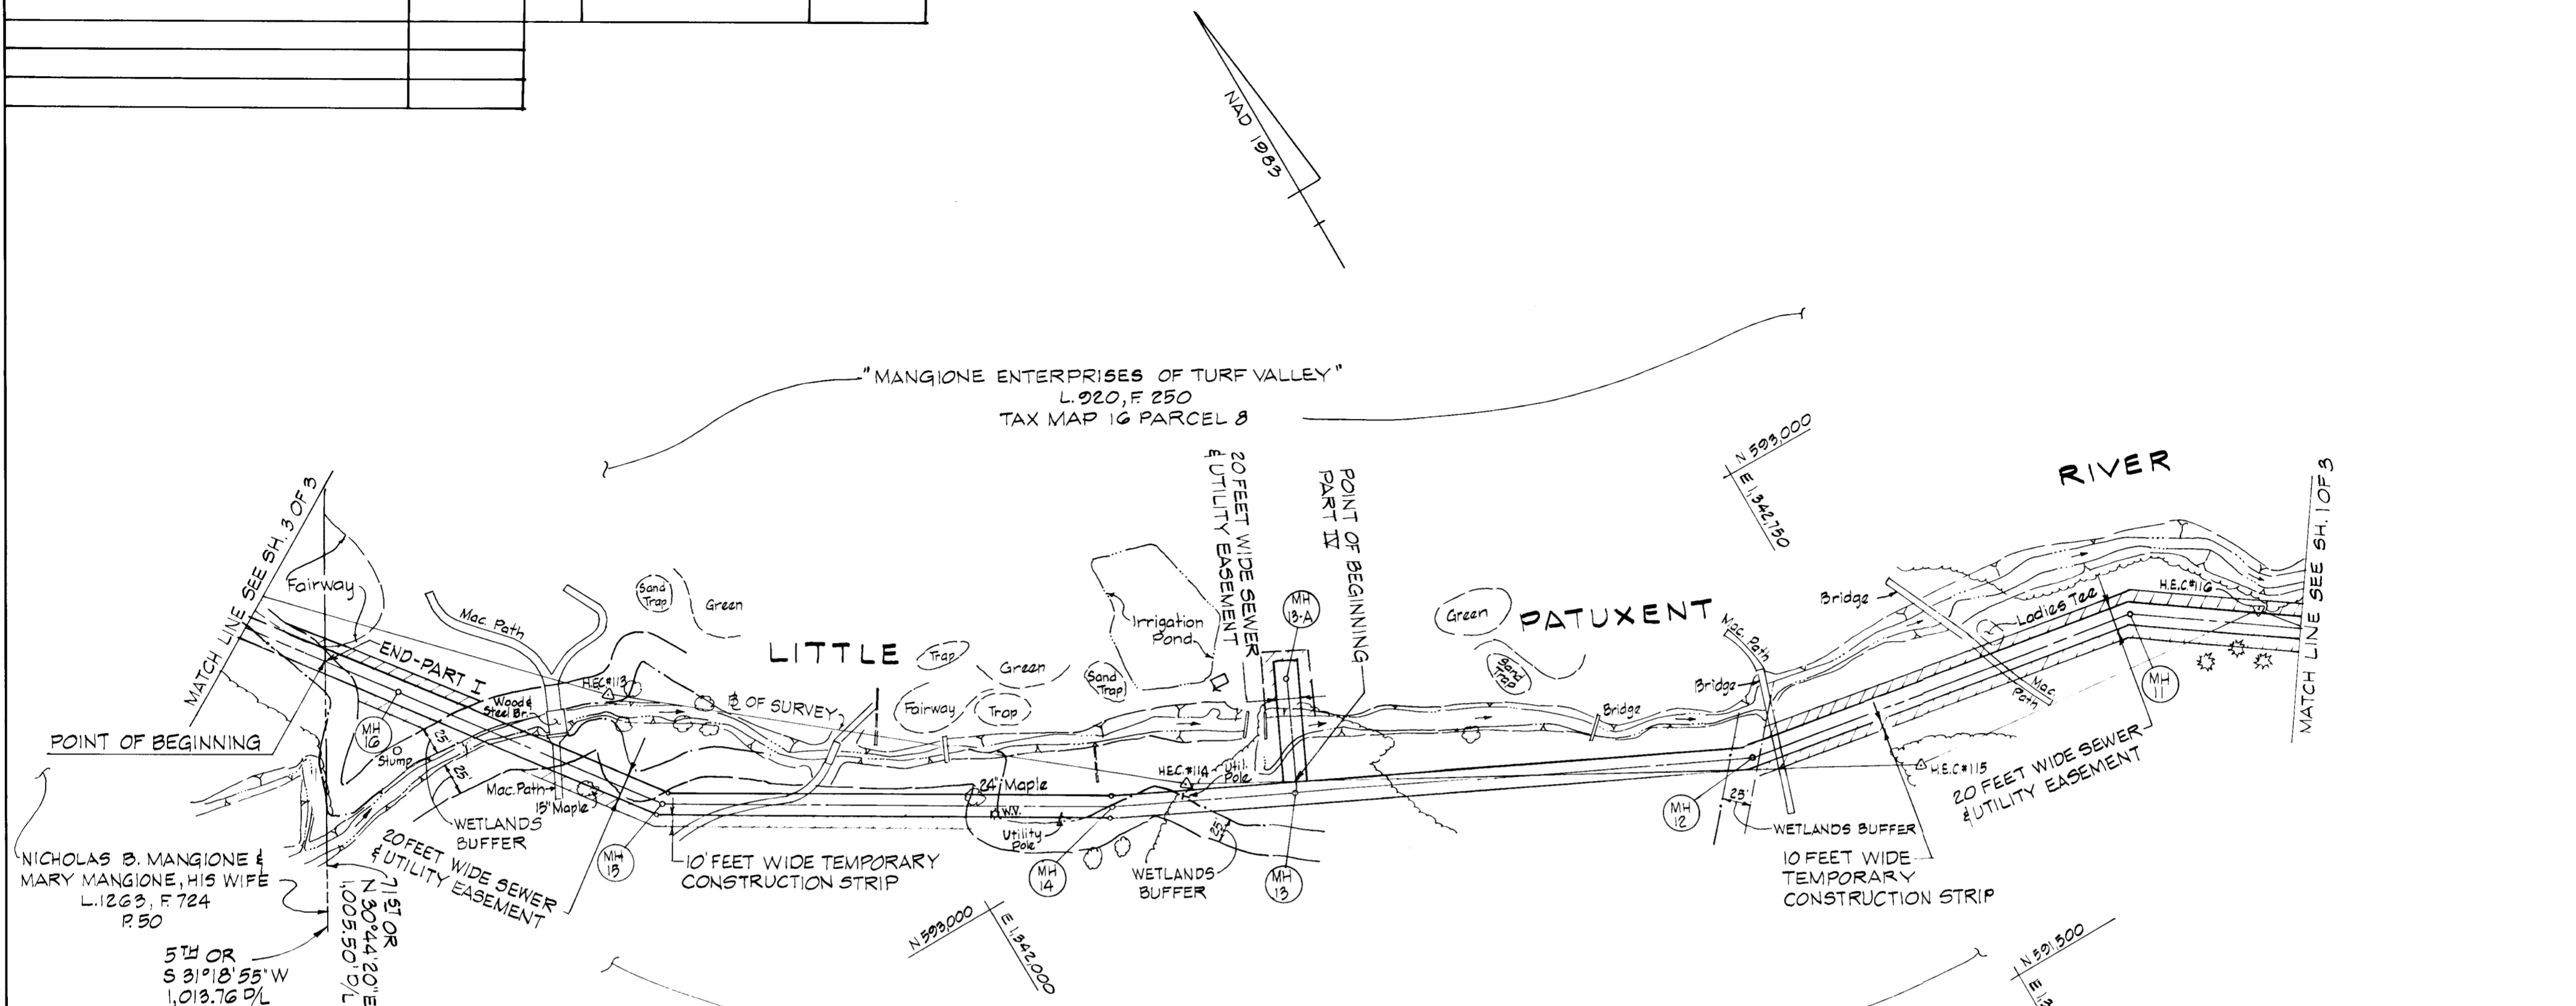 NAD 1983
"MANGIONE ENTERPRISES OF TURF VALLEY"
L.920, F. 250
TAX MAP 16 PARCEL 8
N 593,000
E 1,342,750
RIVER
MATCH LINE SEE SH. 3 OF 3
MATCH LINE SEE SH. 1 OF 3
20 FEET WIDE SEWER
& UTILITY EASEMENT
POINT OF BEGINNING
PART IV
Fairway
Mac. Path
Sand
Trap
Green
Irrigation
Pond
MH
13-A
Green
PATUXENT
Sand
Trap
Mac. Path
Bridge
Ladies Tee
H.E.C.#116
END-PART I
LITTLE
Trap
Green
Sand
Trap
H.E.C.#113
Wood &
Steel Br.
℄ OF SURVEY
Fairway
Trap
Bridge
Bridge
Mac.
Path
MH
11
POINT OF BEGINNING
MH
16
Stump
25'
25'
Mac. Path
15" Maple
24" Maple
W.V.
Utility
Pole
H.E.C.#114
Util.
Pole
25'
H.E.C.#115
20 FEET WIDE SEWER
& UTILITY EASEMENT
WETLANDS
BUFFER
20 FEET WIDE SEWER
& UTILITY EASEMENT
MH
15
10' FEET WIDE TEMPORARY
CONSTRUCTION STRIP
MH
14
WETLANDS
BUFFER
MH
13
MH
12
25'
WETLANDS BUFFER
10 FEET WIDE
TEMPORARY
CONSTRUCTION STRIP
NICHOLAS B. MANGIONE &
MARY MANGIONE, HIS WIFE
L.1263, F. 724
P. 50
5TH OR
S 31°18'55" W
1,013.76 D/L
71ST OR
N 30°44'20" E
1,005.50' D/L
N 593,000
E 1,342,000
N 591,500